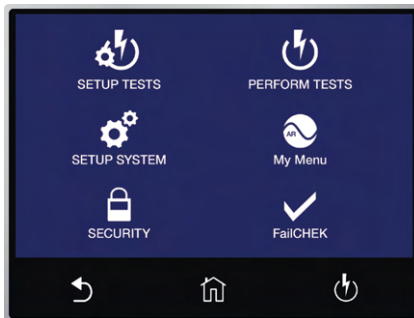 SETUP TESTS
PERFORM TESTS
SETUP SYSTEM
AR
My Menu
SECURITY
FailCHEK